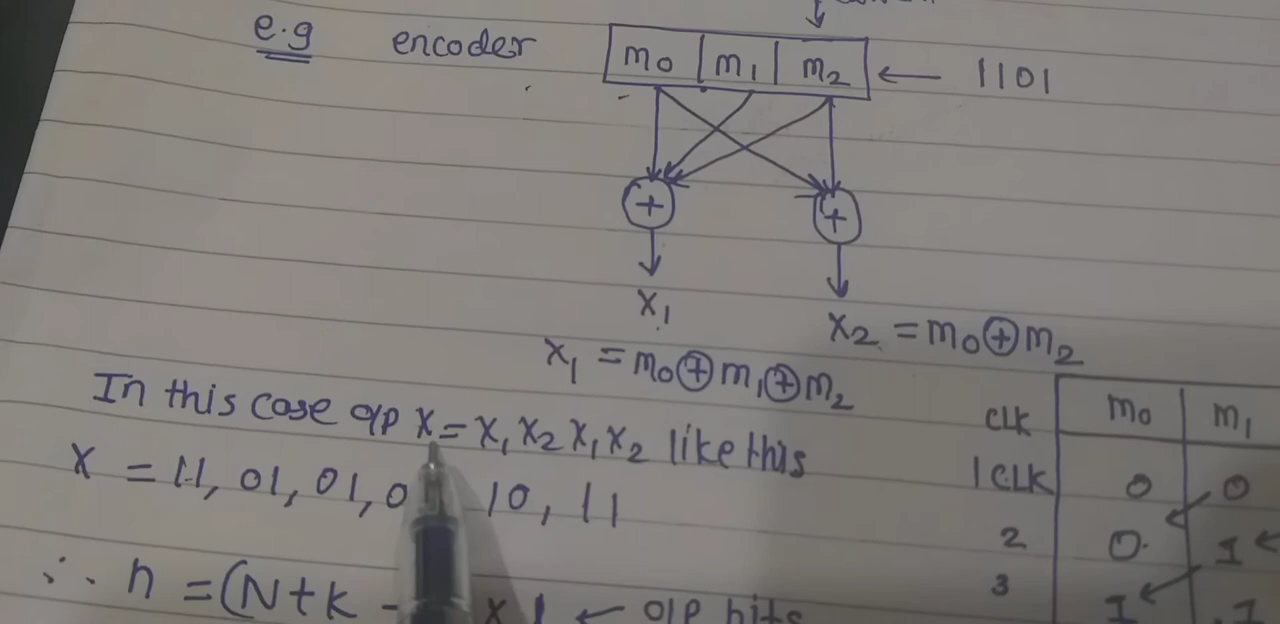 e.g encoder m0 m1 m2 ← 1101
+ +
x1
x2 = m0⊕m2
x1 = m0⊕m1⊕m2
In this case o/p x = x1 x2 x1 x2 like this
x = 11, 01, 01, 0 10, 11
∴ n = (N+k - x ← o/p bits
CLK m0 m1
1 CLK 0 0
2 0 1
3 1 1